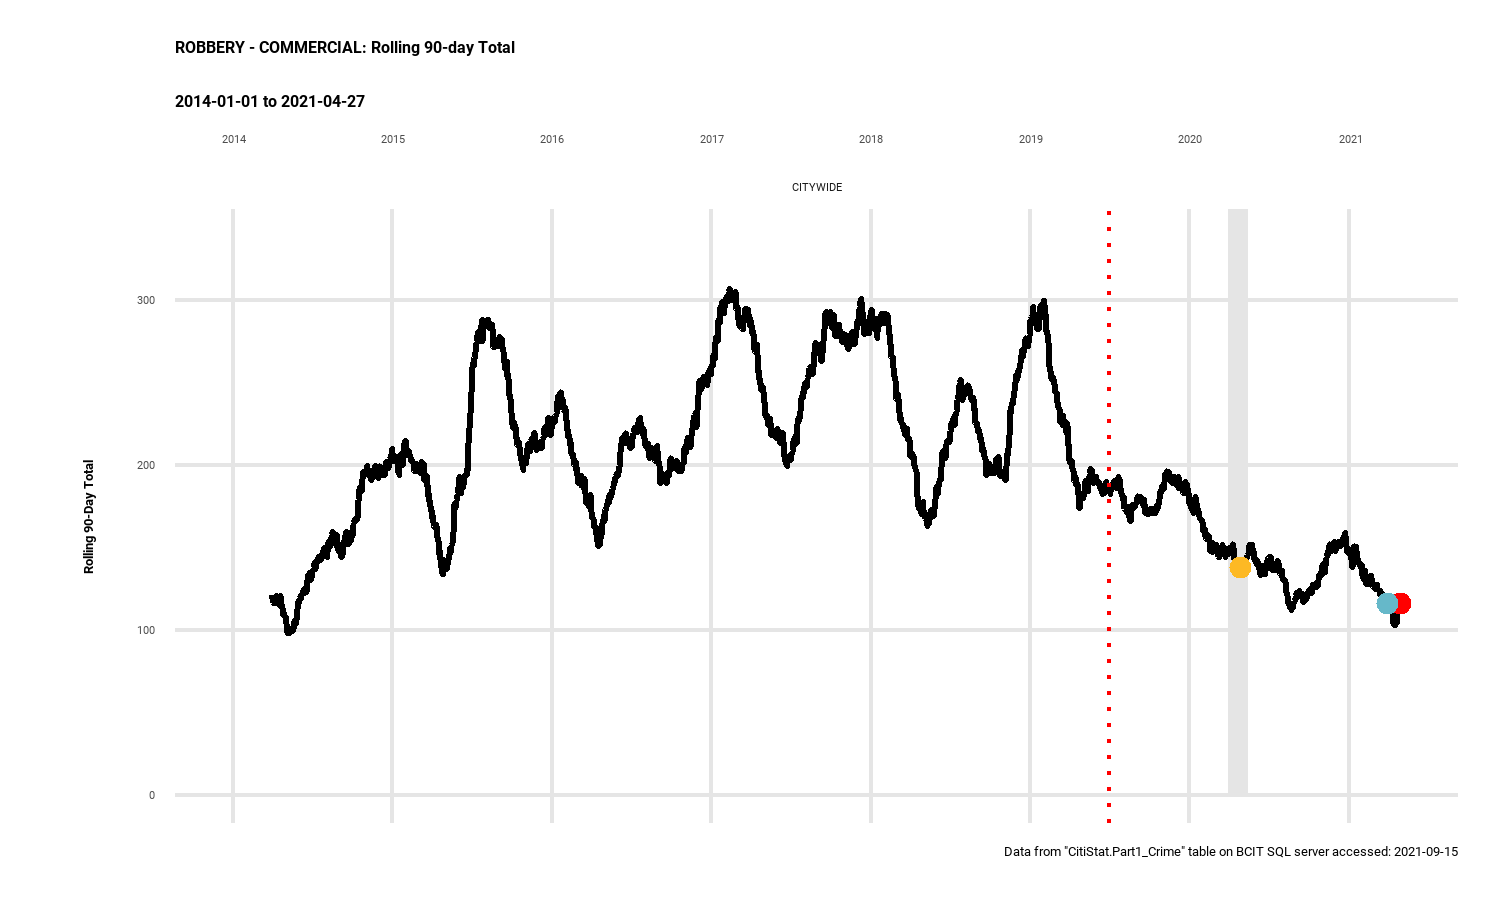 ROBBERY - COMMERCIAL: Rolling 90-day Total
2014-01-01 to 2021-04-27
2014 2015 2016 2017 2018 2019 2020 2021
CITYWIDE
300
200
100
0
Rolling 90-Day Total
Data from "CitiStat.Part1_Crime" table on BCIT SQL server accessed: 2021-09-15